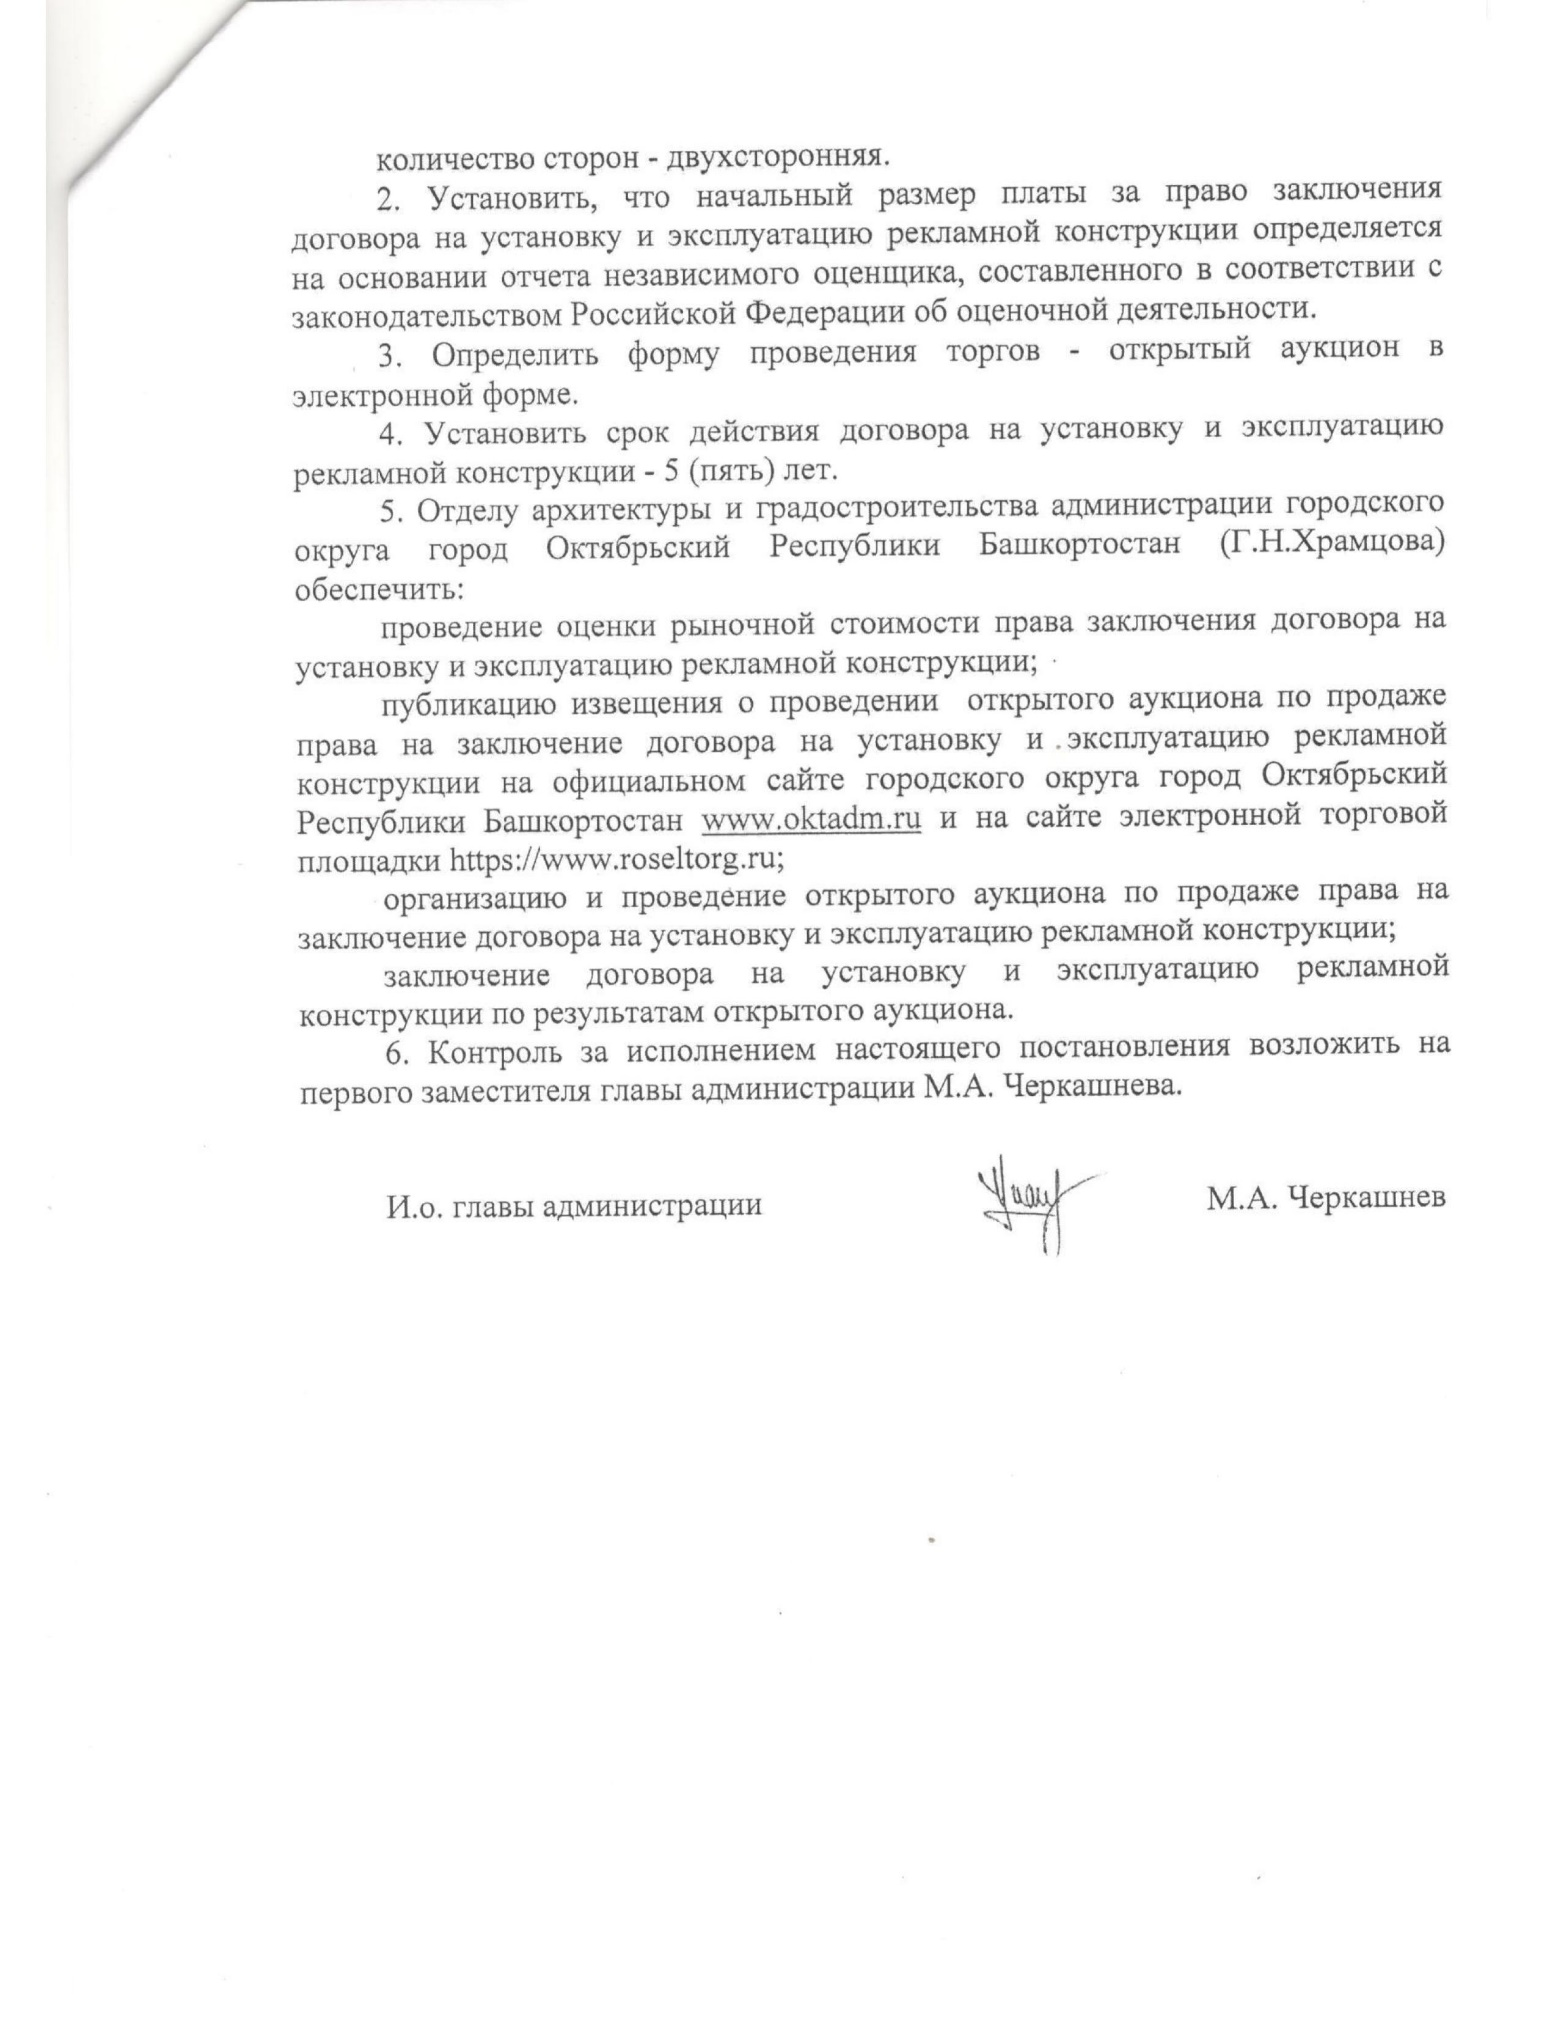 количество сторон - двухсторонняя.
2. Установить, что начальный размер платы за право заключения
договора на установку и эксплуатацию рекламной конструкции определяется
на основании отчета независимого оценщика, составленного в соответствии с
законодательством Российской Федерации об оценочной деятельности.
3. Определить форму проведения торгов - открытый аукцион в
электронной форме.
4. Установить срок действия договора на установку и эксплуатацию
рекламной конструкции - 5 (пять) лет.
5. Отделу архитектуры и градостроительства администрации городского
округа город Октябрьский Республики Башкортостан (Г.Н.Храмцова)
обеспечить:
проведение оценки рыночной стоимости права заключения договора на
установку и эксплуатацию рекламной конструкции;
публикацию извещения о проведении открытого аукциона по продаже
права на заключение договора на установку и эксплуатацию рекламной
конструкции на официальном сайте городского округа город Октябрьский
Республики Башкортостан www.oktadm.ru и на сайте электронной торговой
площадки https://www.roseltorg.ru;
организацию и проведение открытого аукциона по продаже права на
заключение договора на установку и эксплуатацию рекламной конструкции;
заключение договора на установку и эксплуатацию рекламной
конструкции по результатам открытого аукциона.
6. Контроль за исполнением настоящего постановления возложить на
первого заместителя главы администрации М.А. Черкашнева.
И.о. главы администрации М.А. Черкашнев